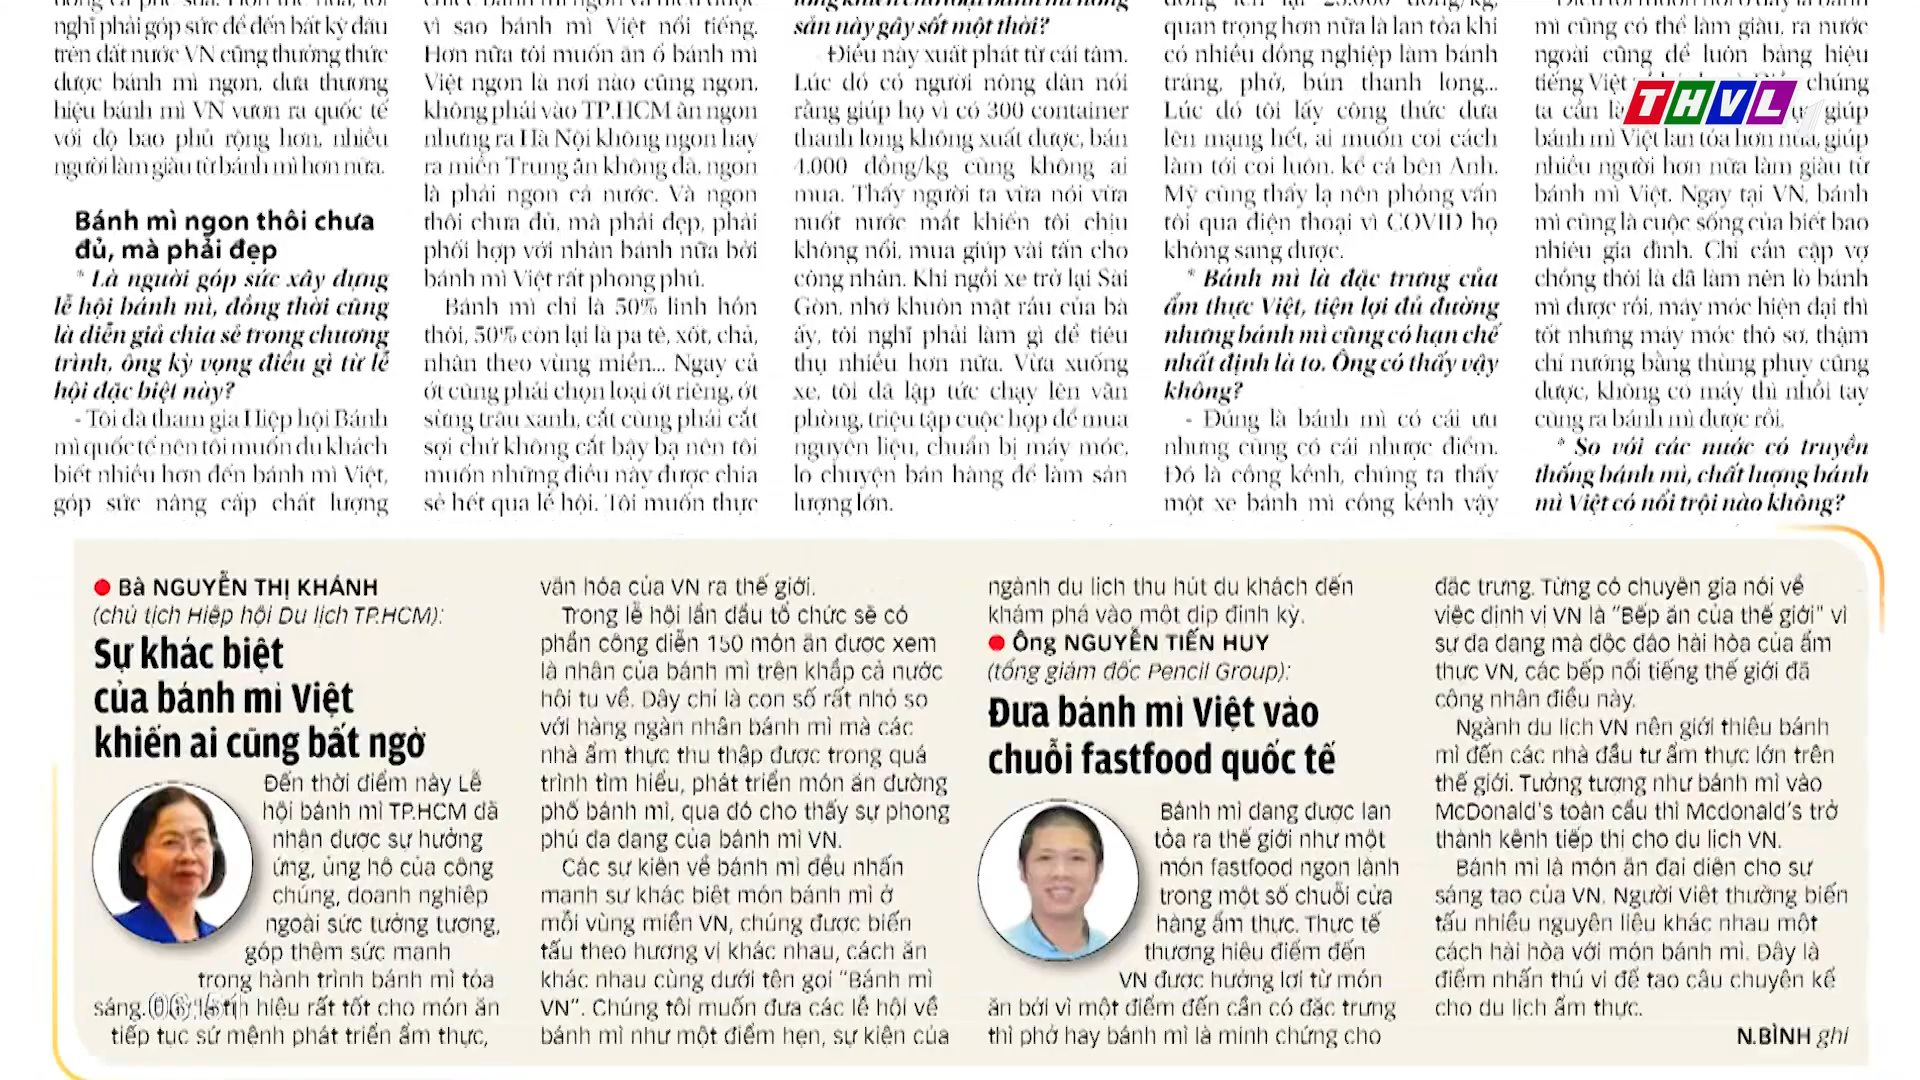 nghĩ phải góp sức để đến bất kỳ đâu
trên đất nước VN cũng thưởng thức
được bánh mì ngon, đưa thương
hiệu bánh mì VN vươn ra quốc tế
với độ bao phủ rộng hơn, nhiều
người làm giàu từ bánh mì hơn nữa.
Bánh mì ngon thôi chưa
đủ, mà phải đẹp
* Là người góp sức xây dựng
lễ hội bánh mì, đồng thời cũng
là diễn giả chia sẻ trong chương
trình, ông kỳ vọng điều gì từ lễ
hội đặc biệt này?
- Tôi đã tham gia Hiệp hội Bánh
mì quốc tế nên tôi muốn du khách
biết nhiều hơn đến bánh mì Việt,
góp sức nâng cấp chất lượng
vì sao bánh mì Việt nổi tiếng.
Hơn nữa tôi muốn ăn ổ bánh mì
Việt ngon là nơi nào cũng ngon,
không phải vào TP.HCM ăn ngon
nhưng ra Hà Nội không ngon hay
ra miền Trung ăn không đã, ngon
là phải ngon cả nước. Và ngon
thôi chưa đủ, mà phải đẹp, phải
phối hợp với nhân bánh nữa bởi
bánh mì Việt rất phong phú.
Bánh mì chỉ là 50% linh hồn
thôi, 50% còn lại là pa tê, xốt, chả,
nhân theo vùng miền... Ngay cả
ớt cũng phải chọn loại ớt riêng, ớt
sừng trâu xanh, cắt cũng phải cắt
sợi chứ không cắt bậy bạ nên tôi
muốn những điều này được chia
sẻ hết qua lễ hội. Tôi muốn thực
sản này gây sốt một thời?
- Điều này xuất phát từ cái tâm.
Lúc đó có người nông dân nói
rằng giúp họ vì có 300 container
thanh long không xuất được, bán
4.000 đồng/kg cũng không ai
mua. Thấy người ta vừa nói vừa
nuốt nước mắt khiến tôi chịu
không nổi, mua giúp vài tấn cho
công nhân. Khi ngồi xe trở lại Sài
Gòn, nhớ khuôn mặt rầu của bà
ấy, tôi nghĩ phải làm gì để tiêu
thụ nhiều hơn nữa. Vừa xuống
xe, tôi đã lập tức chạy lên văn
phòng, triệu tập cuộc họp để mua
nguyên liệu, chuẩn bị máy móc,
lo chuyện bán hàng để làm sản
lượng lớn.
quan trọng hơn nữa là lan tỏa khi
có nhiều đồng nghiệp làm bánh
tráng, phở, bún thanh long...
Lúc đó tôi lấy công thức đưa
lên mạng hết, ai muốn coi cách
làm tới coi luôn, kể cả bên Anh,
Mỹ cũng thấy lạ nên phỏng vấn
tôi qua điện thoại vì COVID họ
không sang được.
* Bánh mì là đặc trưng của
ẩm thực Việt, tiện lợi đủ đường
nhưng bánh mì cũng có hạn chế
nhất định là to. Ông có thấy vậy
không?
- Đúng là bánh mì có cái ưu
nhưng cũng có cái nhược điểm.
Đó là cồng kềnh, chúng ta thấy
một xe bánh mì cồng kềnh vậy
mì cũng có thể làm giàu, ra nước
ngoài cũng để luôn bảng hiệu
tiếng Việt chúng
ta cần giúp
bánh mì Việt lan tỏa hơn nữa, giúp
nhiều người hơn nữa làm giàu từ
bánh mì Việt. Ngay tại VN, bánh
mì cũng là cuộc sống của biết bao
nhiêu gia đình. Chỉ cần cặp vợ
chồng thôi là đã làm nên lò bánh
mì được rồi, máy móc hiện đại thì
tốt nhưng máy móc thô sơ, thậm
chí nướng bằng thùng phuy cũng
được, không có máy thì nhồi tay
cũng ra bánh mì được rồi.
* So với các nước có truyền
thống bánh mì, chất lượng bánh
mì Việt có nổi trội nào không?
THVL
● Bà NGUYỄN THỊ KHÁNH
(chủ tịch Hiệp hội Du lịch TP.HCM):
Sự khác biệt
của bánh mì Việt
khiến ai cũng bất ngờ
Đến thời điểm này Lễ
hội bánh mì TP.HCM đã
nhận được sự hưởng
ứng, ủng hộ của công
chúng, doanh nghiệp
ngoài sức tưởng tượng,
góp thêm sức mạnh
trong hành trình bánh mì tỏa
sáng. hiệu rất tốt cho món ăn
tiếp tục sứ mệnh phát triển ẩm thực,
văn hóa của VN ra thế giới.
Trong lễ hội lần đầu tổ chức sẽ có
phần công diễn 150 món ăn được xem
là nhân của bánh mì trên khắp cả nước
hội tụ về. Đây chỉ là con số rất nhỏ so
với hàng ngàn nhân bánh mì mà các
nhà ẩm thực thu thập được trong quá
trình tìm hiểu, phát triển món ăn đường
phố bánh mì, qua đó cho thấy sự phong
phú đa dạng của bánh mì VN.
Các sự kiện về bánh mì đều nhấn
mạnh sự khác biệt món bánh mì ở
mỗi vùng miền VN, chúng được biến
tấu theo hương vị khác nhau, cách ăn
khác nhau cùng dưới tên gọi "Bánh mì
VN". Chúng tôi muốn đưa các lễ hội về
bánh mì như một điểm hẹn, sự kiện của
ngành du lịch thu hút du khách đến
khám phá vào một dịp định kỳ.
● Ông NGUYỄN TIẾN HUY
(tổng giám đốc Pencil Group):
Đưa bánh mì Việt vào
chuỗi fastfood quốc tế
Bánh mì đang được lan
tỏa ra thế giới như một
món fastfood ngon lành
trong một số chuỗi cửa
hàng ẩm thực. Thực tế
thương hiệu điểm đến
VN được hưởng lợi từ món
ăn bởi vì một điểm đến cần có đặc trưng
thì phở hay bánh mì là minh chứng cho
đặc trưng. Từng có chuyên gia nói về
việc định vị VN là "Bếp ăn của thế giới" vì
sự đa dạng mà độc đáo hài hòa của ẩm
thực VN, các bếp nổi tiếng thế giới đã
công nhận điều này.
Ngành du lịch VN nên giới thiệu bánh
mì đến các nhà đầu tư ẩm thực lớn trên
thế giới. Tưởng tượng như bánh mì vào
McDonald's toàn cầu thì Mcdonald's trở
thành kênh tiếp thị cho du lịch VN.
Bánh mì là món ăn đại diện cho sự
sáng tạo của VN. Người Việt thường biến
tấu nhiều nguyên liệu khác nhau một
cách hài hòa với món bánh mì. Đây là
điểm nhấn thú vị để tạo câu chuyện kể
cho du lịch ẩm thực.
N.BÌNH ghi